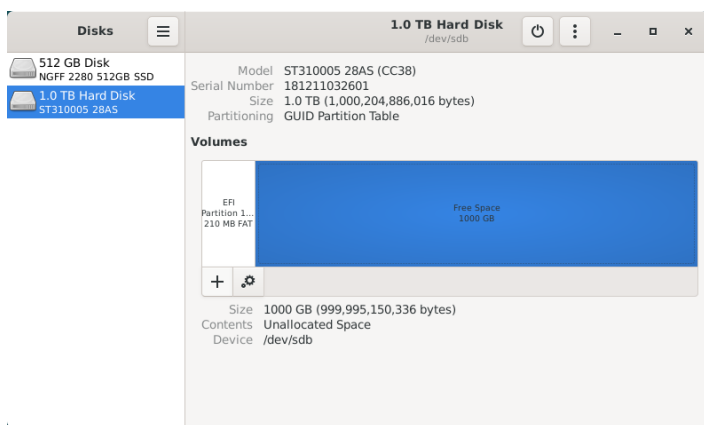 Disks
1.0 TB Hard Disk
/dev/sdb
512 GB Disk
NGFF 2280 512GB SSD
1.0 TB Hard Disk
ST310005 28AS
Model ST310005 28AS (CC38)
Serial Number 181211032601
Size 1.0 TB (1,000,204,886,016 bytes)
Partitioning GUID Partition Table
Volumes
EFI
Partition 1…
210 MB FAT
Free Space
1000 GB
Size 1000 GB (999,995,150,336 bytes)
Contents Unallocated Space
Device /dev/sdb